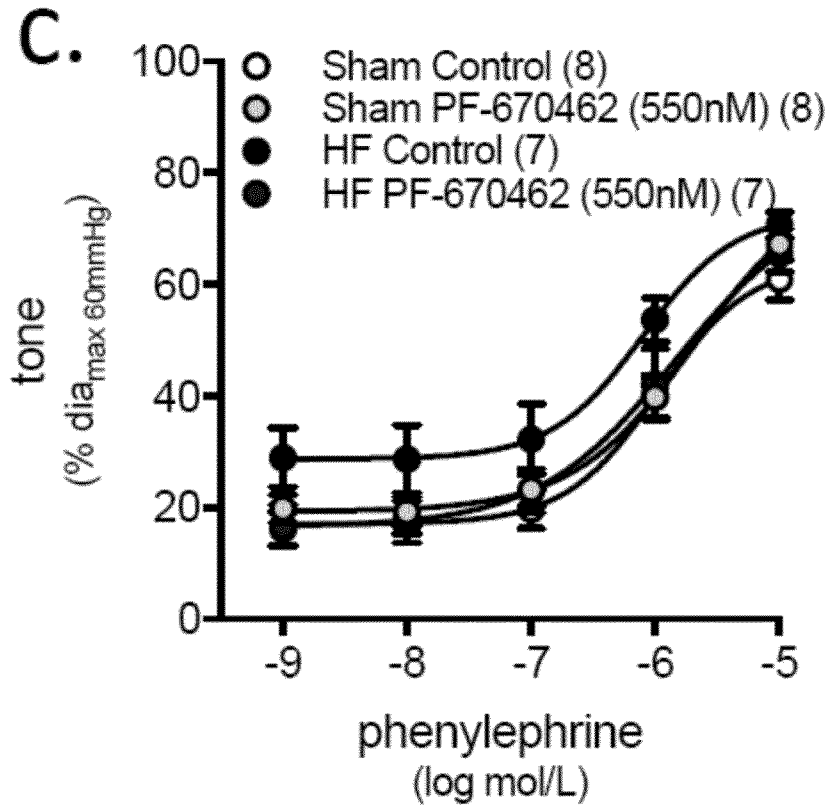 C.
100
80
60
40
20
0
Sham Control (8)
Sham PF-670462 (550nM) (8)
HF Control (7)
HF PF-670462 (550nM) (7)
tone
(% dia max 60mmHg)
-9 -8 -7 -6 -5
phenylephrine
(log mol/L)